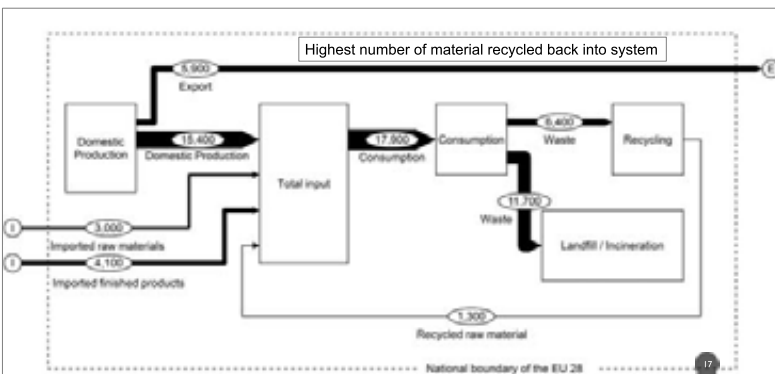 Highest number of material recycled back into system
5,900
Export
E
Domestic
Production
15,400
Domestic Production
Total input
17,900
Consumption
Consumption
6,400
Waste
Recycling
11,700
Waste
Landfill / Incineration
I
3,000
Imported raw materials
I
4,100
Imported finished products
1,300
Recycled raw material
National boundary of the EU 28
17